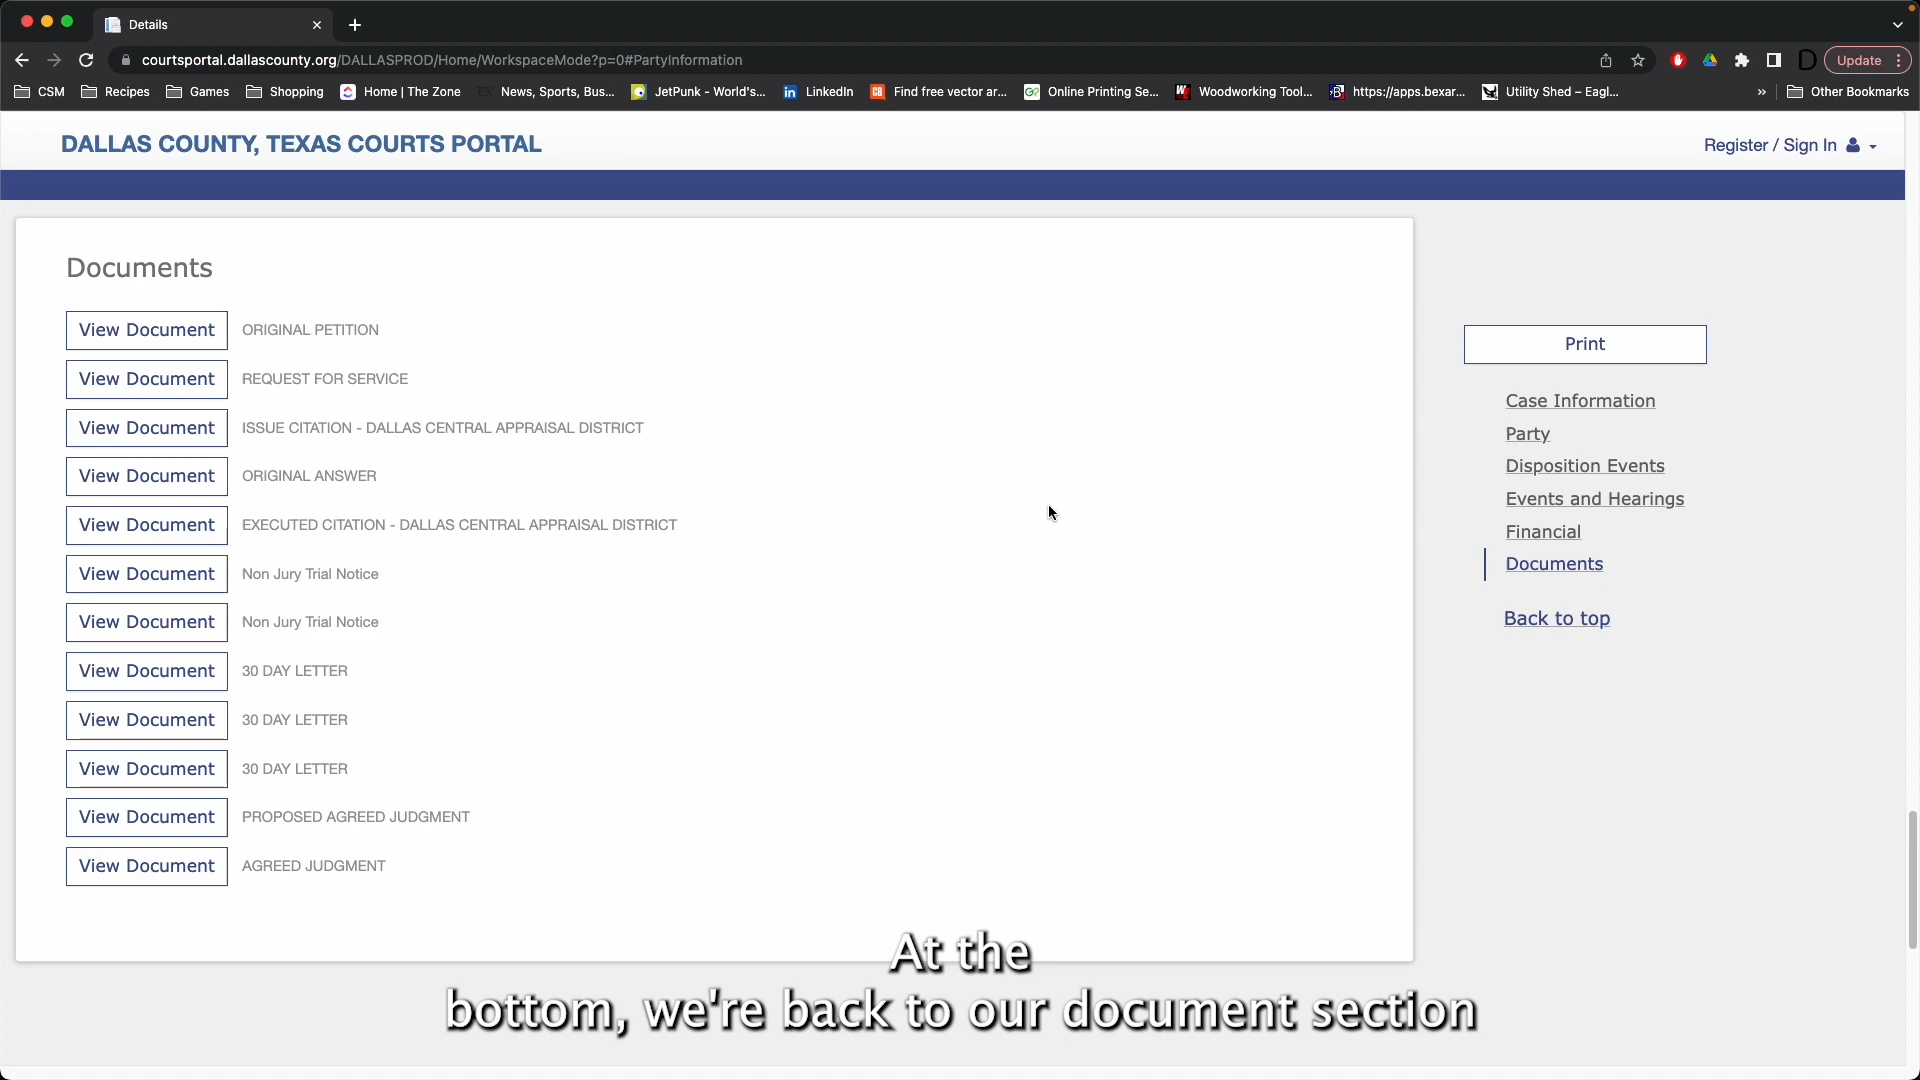 Details
courtsportal.dallascounty.org/DALLASPROD/Home/WorkspaceMode?p=0#PartyInformation
Update
CSM
Recipes
Games
Shopping
Home | The Zone
News, Sports, Bus...
JetPunk - World's...
LinkedIn
Find free vector ar...
Online Printing Se...
Woodworking Tool...
https://apps.bexar...
Utility Shed – Eagl...
»
Other Bookmarks
DALLAS COUNTY, TEXAS COURTS PORTAL
Register / Sign In
Documents
View Document ORIGINAL PETITION
View Document REQUEST FOR SERVICE
View Document ISSUE CITATION - DALLAS CENTRAL APPRAISAL DISTRICT
View Document ORIGINAL ANSWER
View Document EXECUTED CITATION - DALLAS CENTRAL APPRAISAL DISTRICT
View Document Non Jury Trial Notice
View Document Non Jury Trial Notice
View Document 30 DAY LETTER
View Document 30 DAY LETTER
View Document 30 DAY LETTER
View Document PROPOSED AGREED JUDGMENT
View Document AGREED JUDGMENT
Print
Case Information
Party
Disposition Events
Events and Hearings
Financial
Documents
Back to top
At the
bottom, we're back to our document section